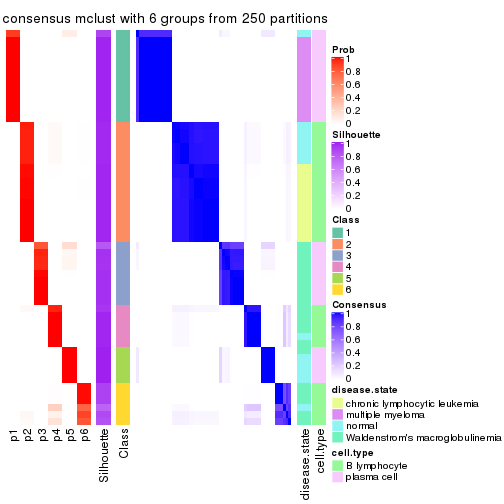 consensus mclust with 6 groups from 250 partitions
Prob
1
0.8
0.6
0.4
0.2
0
Silhouette
1
0.8
0.6
0.4
0.2
0
Class
1
2
3
4
5
6
Consensus
1
0.8
0.6
0.4
0.2
0
disease.state
chronic lymphocytic leukemia
multiple myeloma
normal
Waldenstrom's macroglobulinemia
cell.type
B lymphocyte
plasma cell
p1
p2
p3
p4
p5
p6
Silhouette
Class
disease.state
cell.type